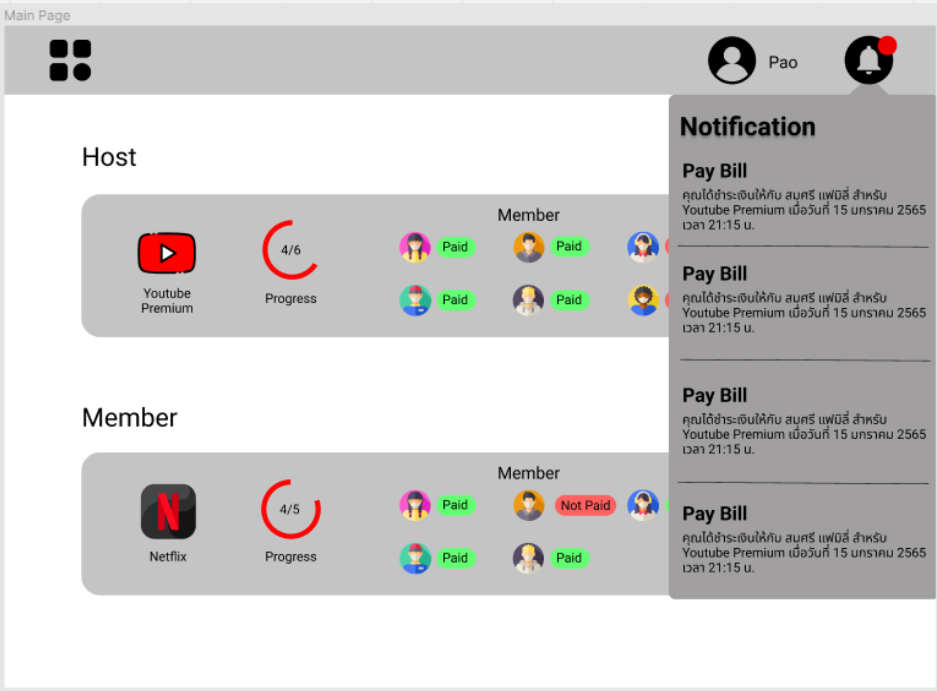 Main Page
Pao
Notification
Pay Bill
คุณได้ชำระเงินให้กับ สมศรี แฟมิลี่ สำหรับ
Youtube Premium เมื่อวันที่ 15 มกราคม 2565
เวลา 21:15 น.
Pay Bill
คุณได้ชำระเงินให้กับ สมศรี แฟมิลี่ สำหรับ
Youtube Premium เมื่อวันที่ 15 มกราคม 2565
เวลา 21:15 น.
Pay Bill
คุณได้ชำระเงินให้กับ สมศรี แฟมิลี่ สำหรับ
Youtube Premium เมื่อวันที่ 15 มกราคม 2565
เวลา 21:15 น.
Pay Bill
คุณได้ชำระเงินให้กับ สมศรี แฟมิลี่ สำหรับ
Youtube Premium เมื่อวันที่ 15 มกราคม 2565
เวลา 21:15 น.
Host
Member
4/6
Paid Paid
Youtube
Premium
Progress
Paid Paid
Member
Member
N
4/5
Paid Not Paid
Netflix
Progress
Paid Paid